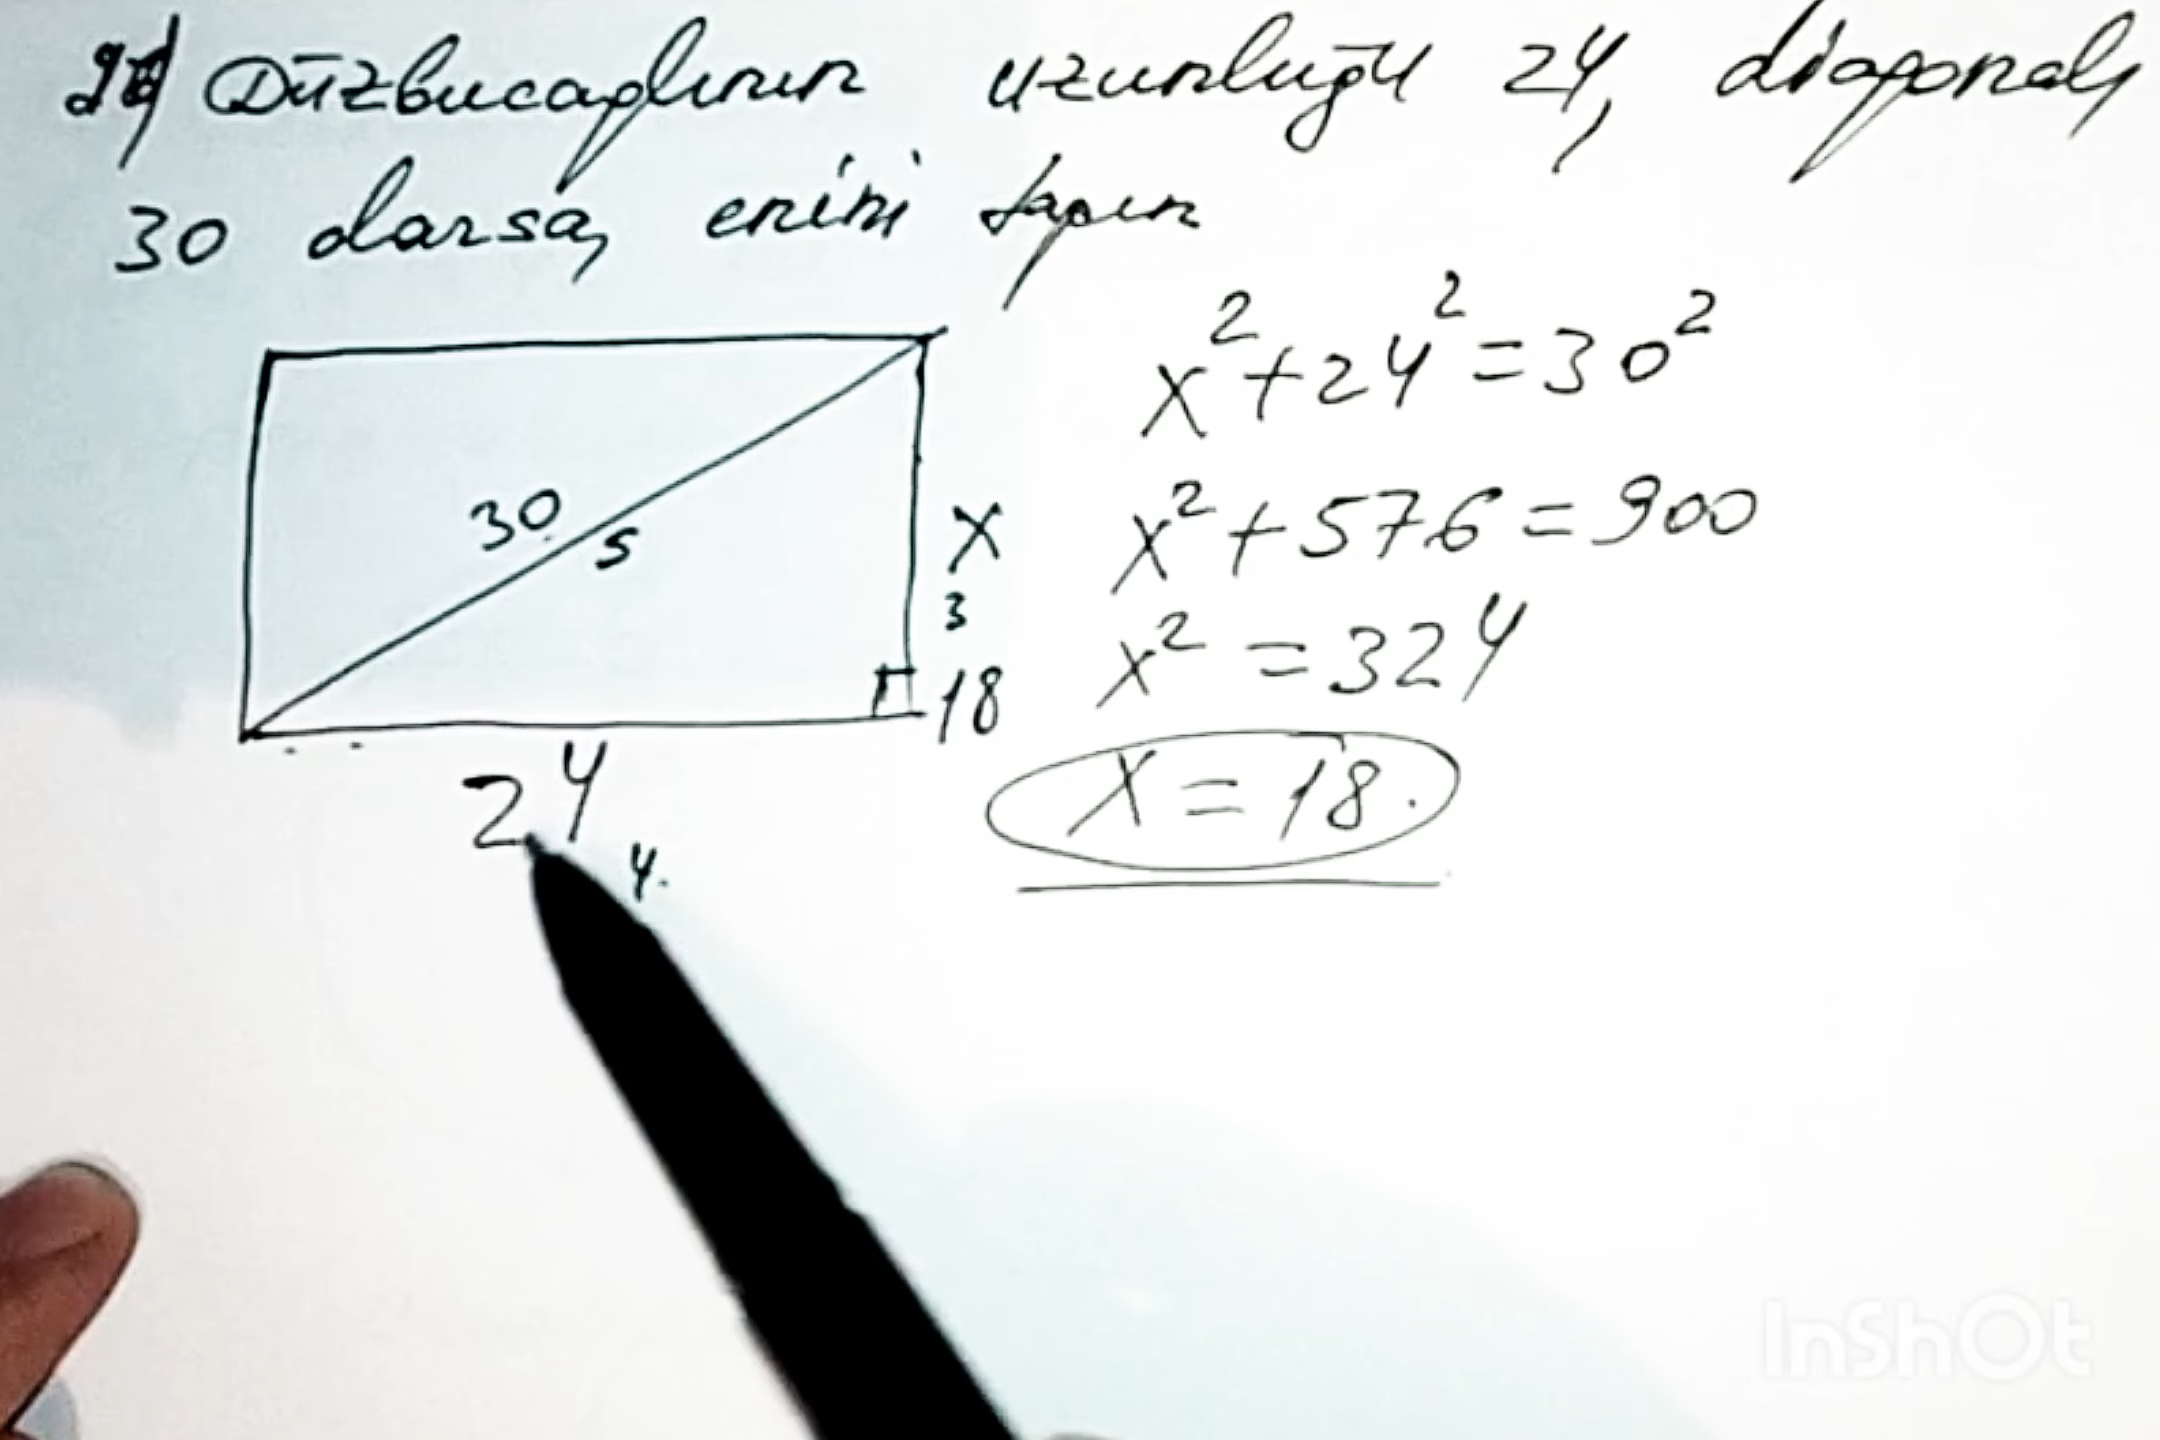 Düzbucaqlının uzunluğu 24, diaqonalı
30 dursa, enini tapın
x² + 24² = 30²
30
5
x
x² + 576 = 900
3
x² = 324
18
24
x = 18.
4.
InShOt